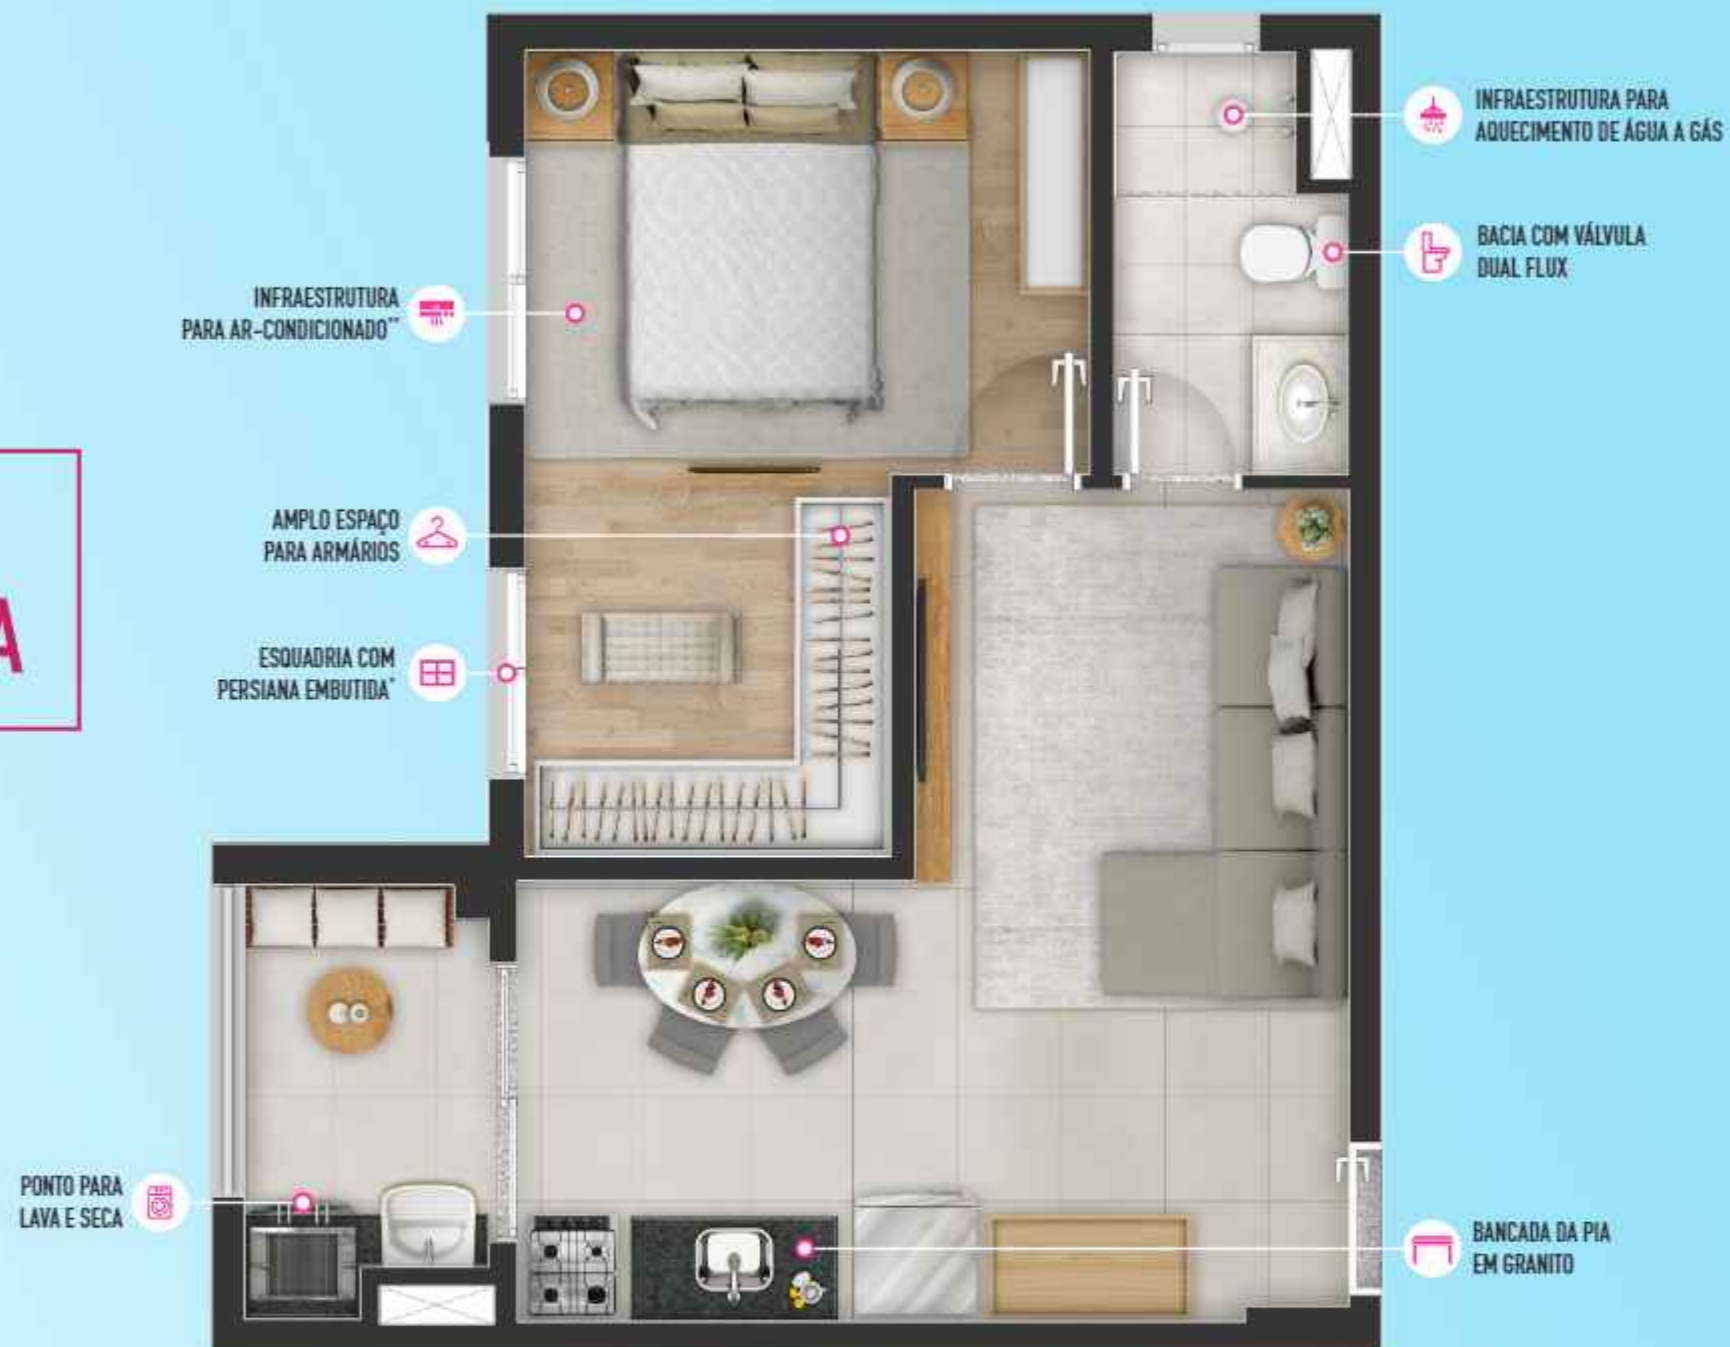 INFRAESTRUTURA PARA
AQUECIMENTO DE ÁGUA A GÁS
BACIA COM VÁLVULA
DUAL FLUX
INFRAESTRUTURA
PARA AR-CONDICIONADO**
AMPLO ESPAÇO
PARA ARMÁRIOS
A
ESQUADRIA COM
PERSIANA EMBUTIDA*
PONTO PARA
LAVA E SECA
BANCADA DA PIA
EM GRANITO